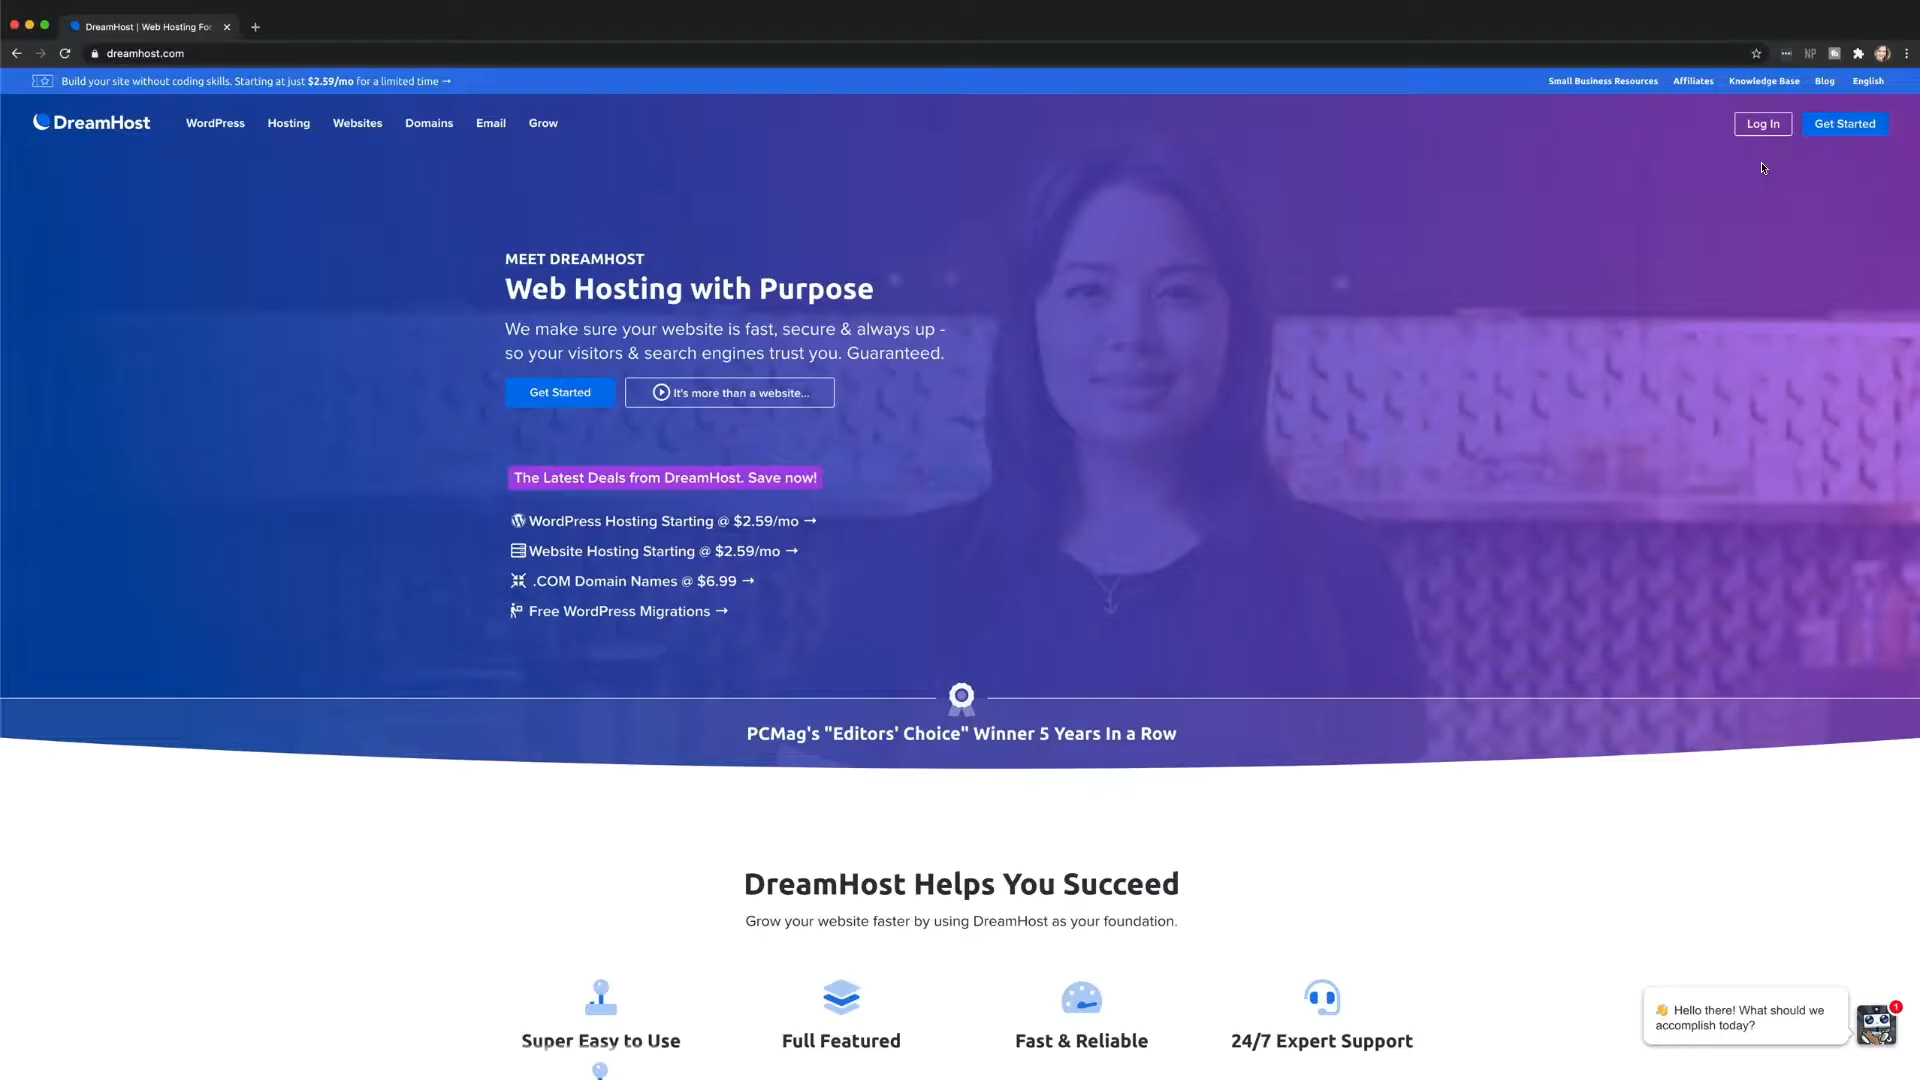 DreamHost | Web Hosting For
dreamhost.com
NP
Build your site without coding skills. Starting at just $2.59/mo for a limited time →
Small Business Resources
Affiliates
Knowledge Base
Blog
English
DreamHost
WordPress
Hosting
Websites
Domains
Email
Grow
Log In
Get Started
MEET DREAMHOST
Web Hosting with Purpose
We make sure your website is fast, secure & always up -
so your visitors & search engines trust you. Guaranteed.
Get Started
It's more than a website...
The Latest Deals from DreamHost. Save now!
WordPress Hosting Starting @ $2.59/mo →
Website Hosting Starting @ $2.59/mo →
.COM Domain Names @ $6.99 →
Free WordPress Migrations →
PCMag's "Editors' Choice" Winner 5 Years In a Row
DreamHost Helps You Succeed
Grow your website faster by using DreamHost as your foundation.
Super Easy to Use
Full Featured
Fast & Reliable
24/7 Expert Support
👋 Hello there! What should we
accomplish today?
1